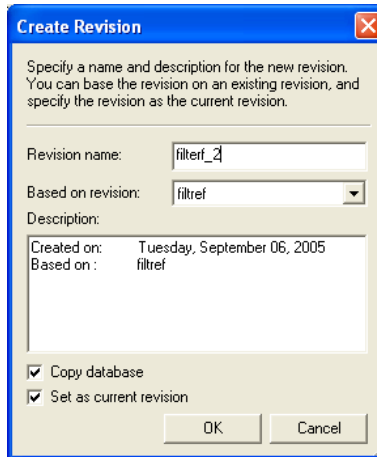 Create Revision
Specify a name and description for the new revision.
You can base the revision on an existing revision, and
specify the revision as the current revision.
Revision name: filterf_2
Based on revision: filtref
Description:
Created on: Tuesday, September 06, 2005
Based on : filtref
Copy database
Set as current revision
OK Cancel